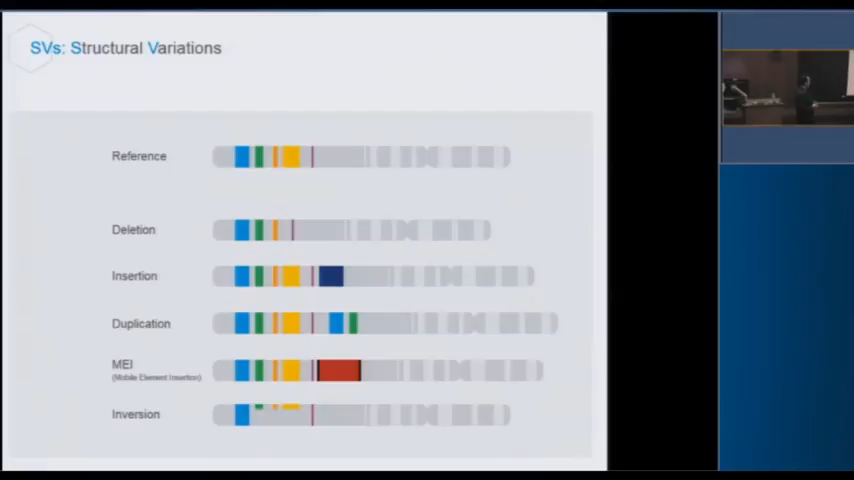 SVs: Structural Variations
Reference
Deletion
Insertion
Duplication
MEI
(Mobile Element Insertion)
Inversion